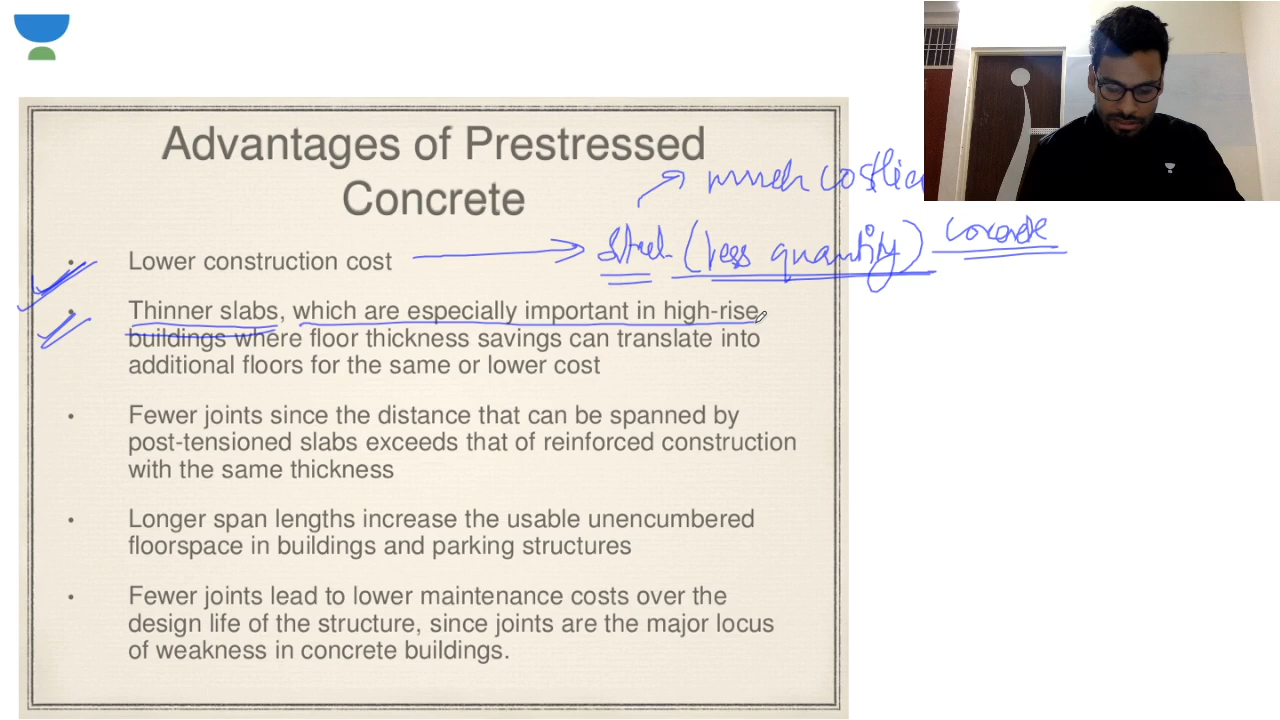 Advantages of Prestressed
Concrete
much costlier
• Lower construction cost
steel (less quantity) concrete
• Thinner slabs, which are especially important in high-rise
buildings where floor thickness savings can translate into
additional floors for the same or lower cost
• Fewer joints since the distance that can be spanned by
post-tensioned slabs exceeds that of reinforced construction
with the same thickness
• Longer span lengths increase the usable unencumbered
floorspace in buildings and parking structures
• Fewer joints lead to lower maintenance costs over the
design life of the structure, since joints are the major locus
of weakness in concrete buildings.